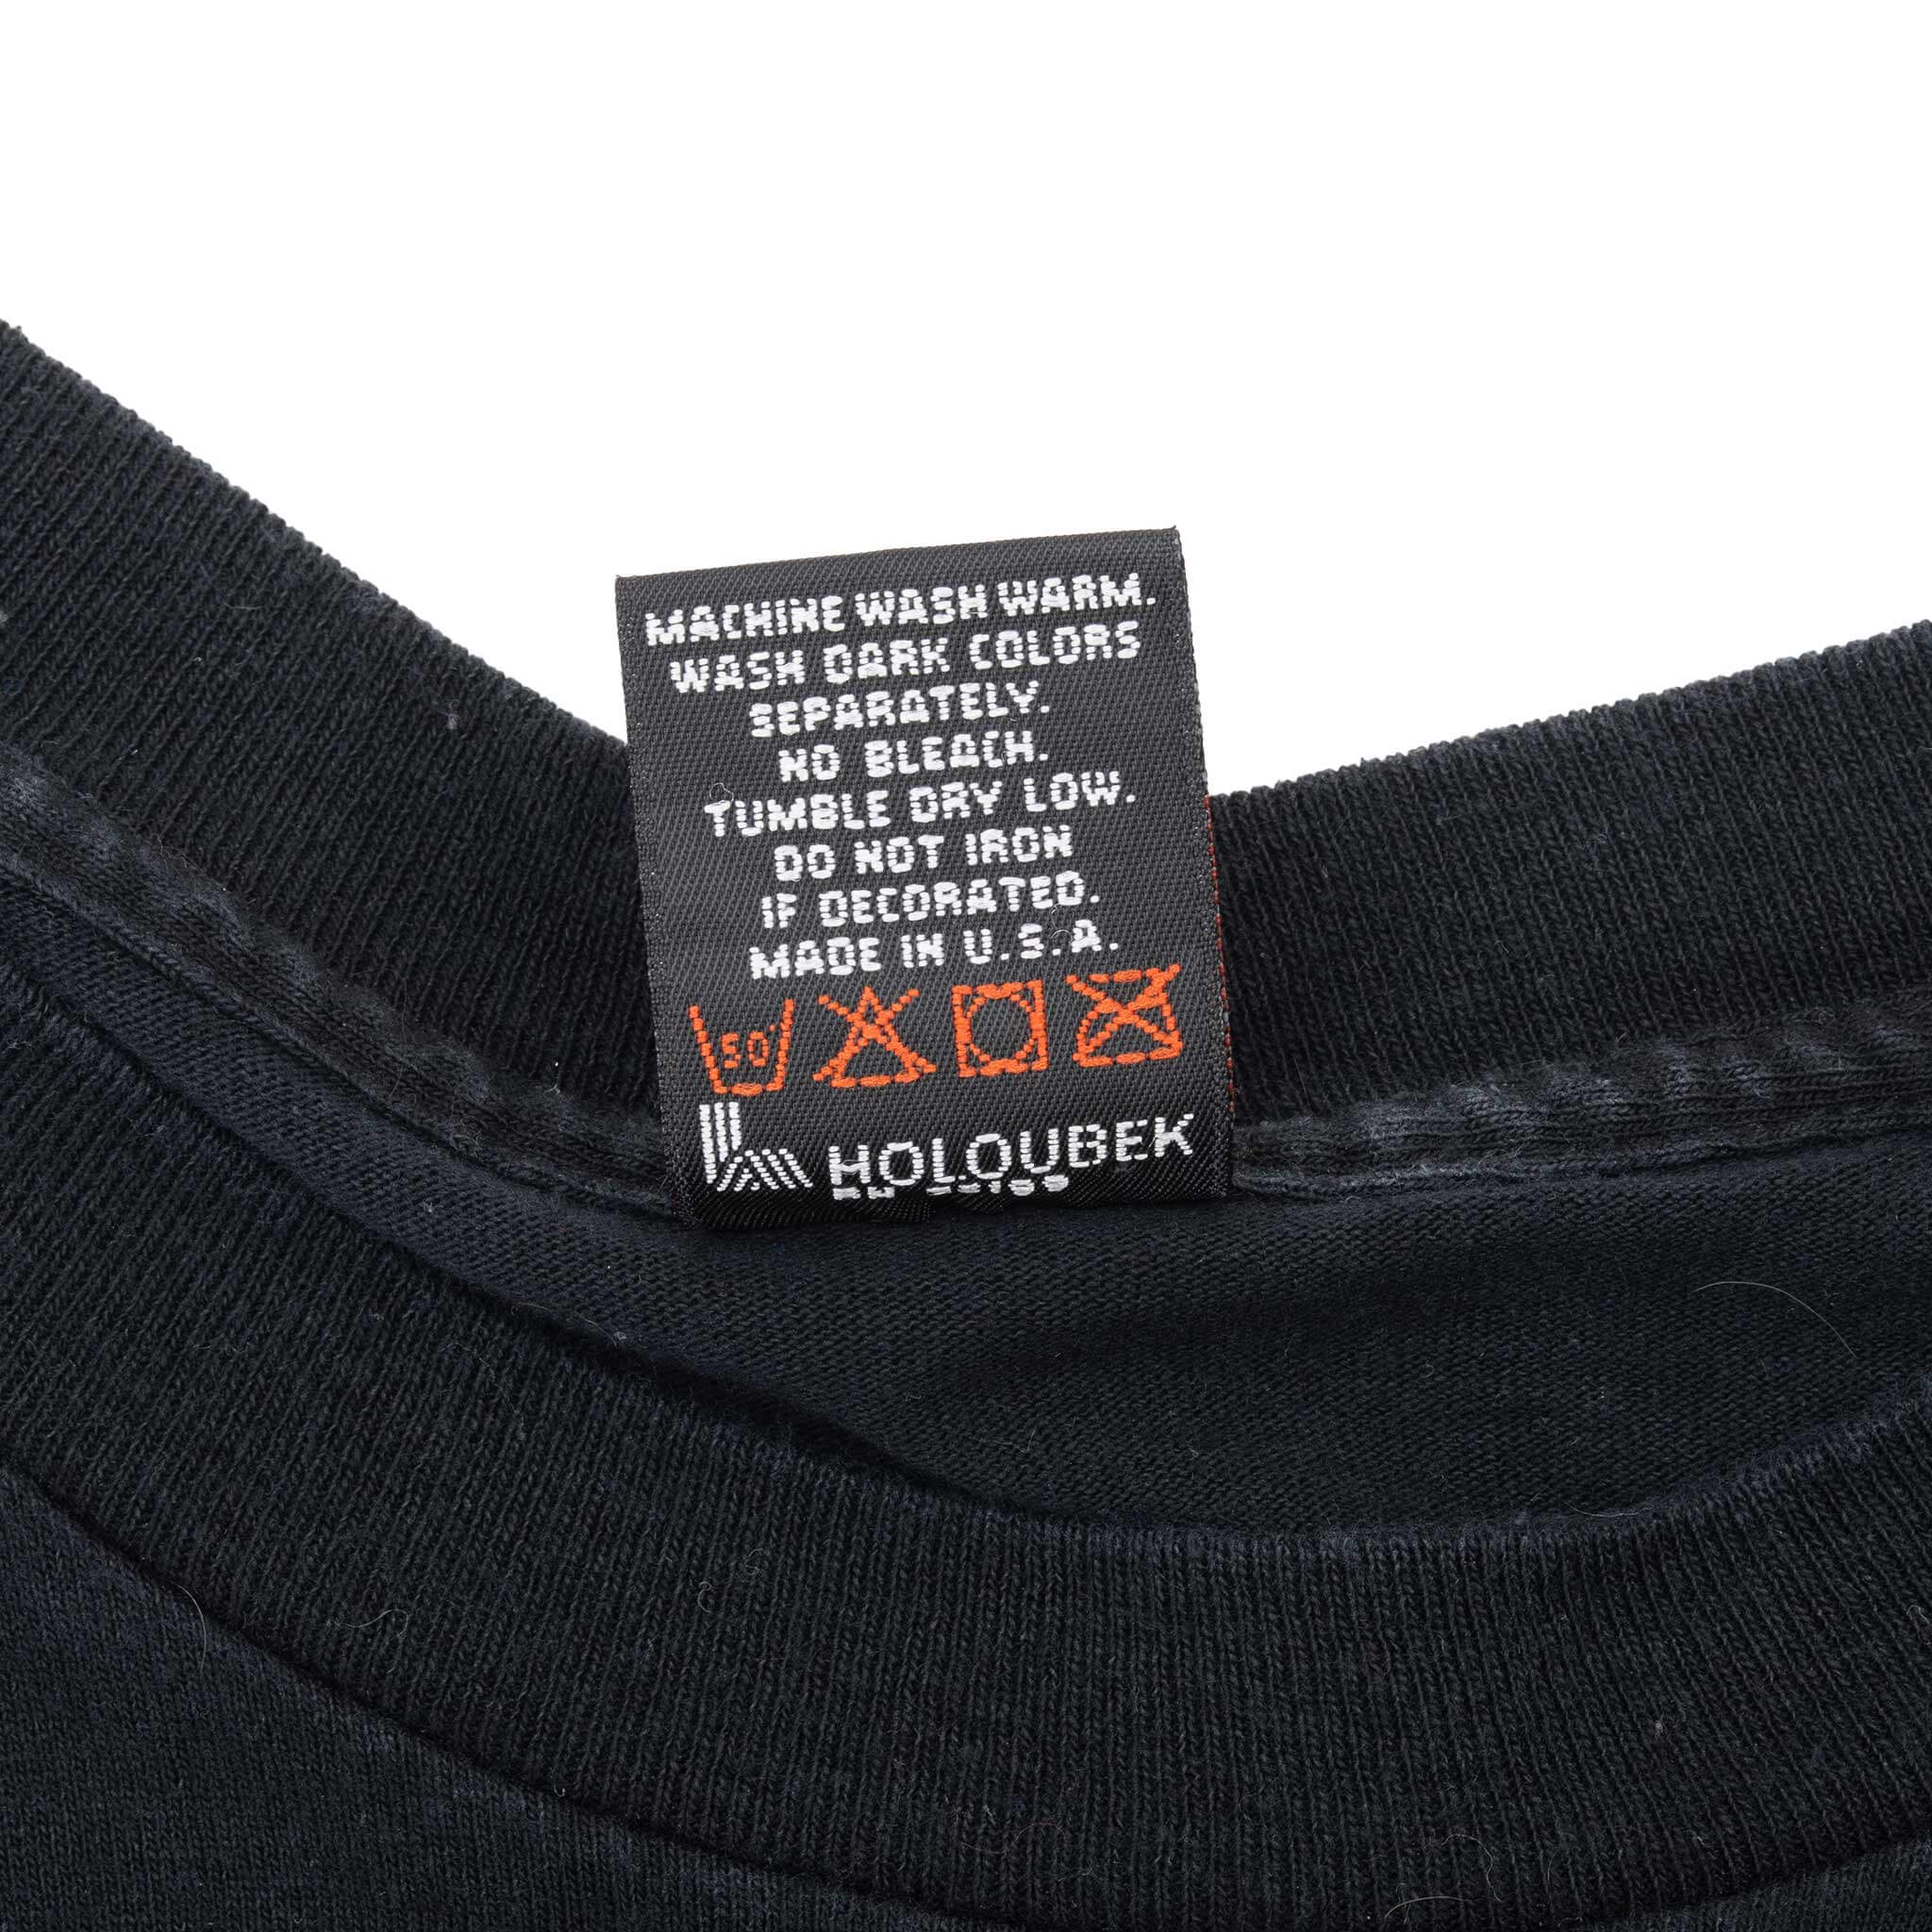 MACHINE WASH WARM.
WASH DARK COLORS
SEPARATELY.
NO BLEACH.
TUMBLE DRY LOW.
DO NOT IRON
IF DECORATED.
MADE IN U.S.A.
50°
HOLOUBEK